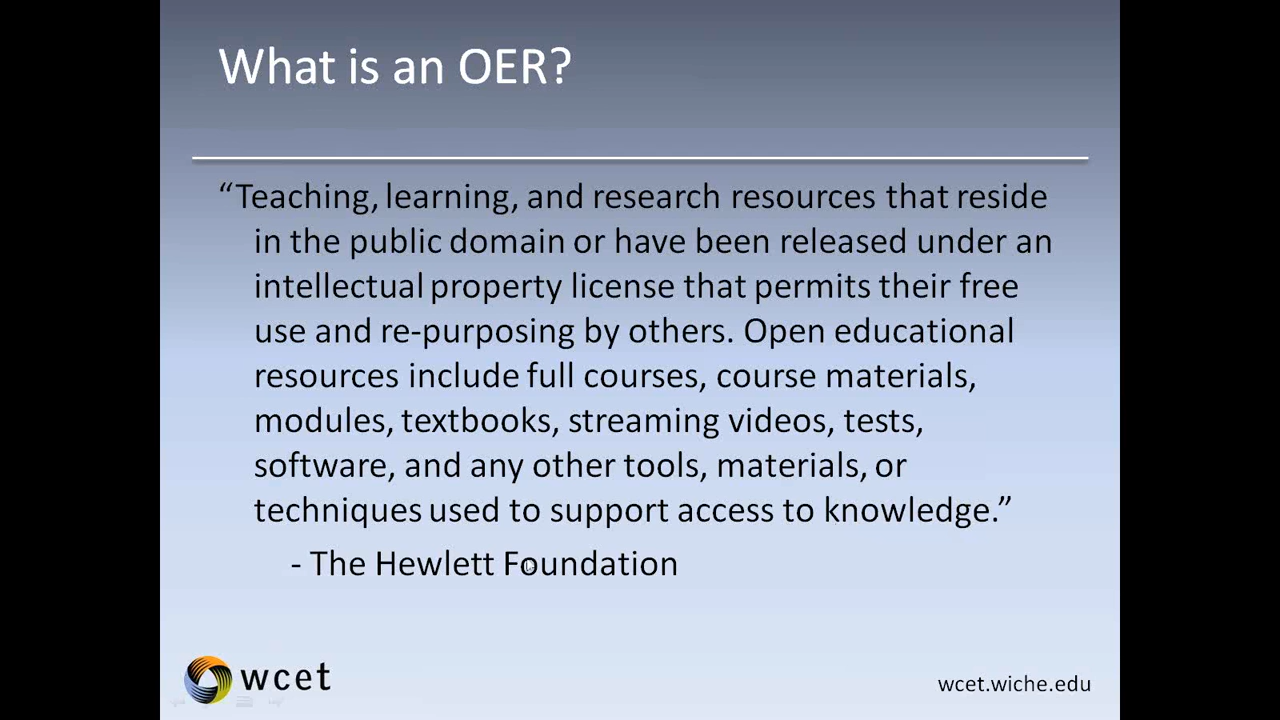 What is an OER?
“Teaching, learning, and research resources that reside
in the public domain or have been released under an
intellectual property license that permits their free
use and re-purposing by others. Open educational
resources include full courses, course materials,
modules, textbooks, streaming videos, tests,
software, and any other tools, materials, or
techniques used to support access to knowledge.”
- The Hewlett Foundation
wcet
wcet.wiche.edu